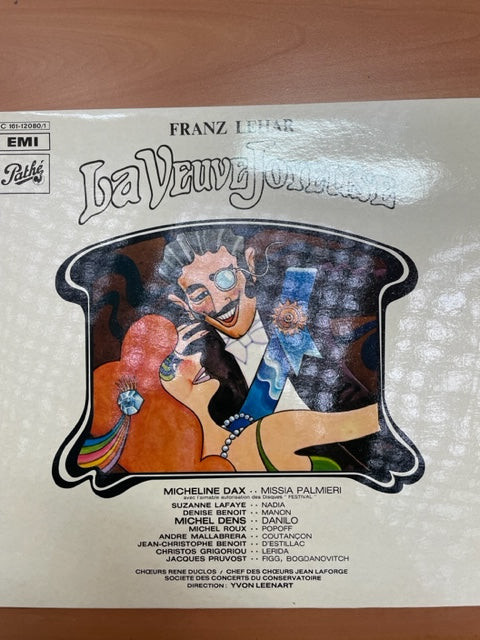 FRANZ LEHAR
C 161-12080/1
EMI
Pathé
La Veuve Joyeuse
MICHELINE DAX ·· MISSIA PALMIERI
avec l'aimable autorisation des Disques "FESTIVAL"
SUZANNE LAFAYE ·· NADIA
DENISE BENOIT ·· MANON
MICHEL DENS ·· DANILO
MICHEL ROUX ·· POPOFF
ANDRE MALLABRERA ·· COUTANÇON
JEAN-CHRISTOPHE BENOIT ·· D'ESTILLAC
CHRISTOS GRIGORIOU ·· LERIDA
JACQUES PRUVOST ·· FIGG, BOGDANOVITCH
CHŒURS RENE DUCLOS / CHEF DES CHŒURS JEAN LAFORGE
SOCIETE DES CONCERTS DU CONSERVATOIRE
DIRECTION : YVON LEENART